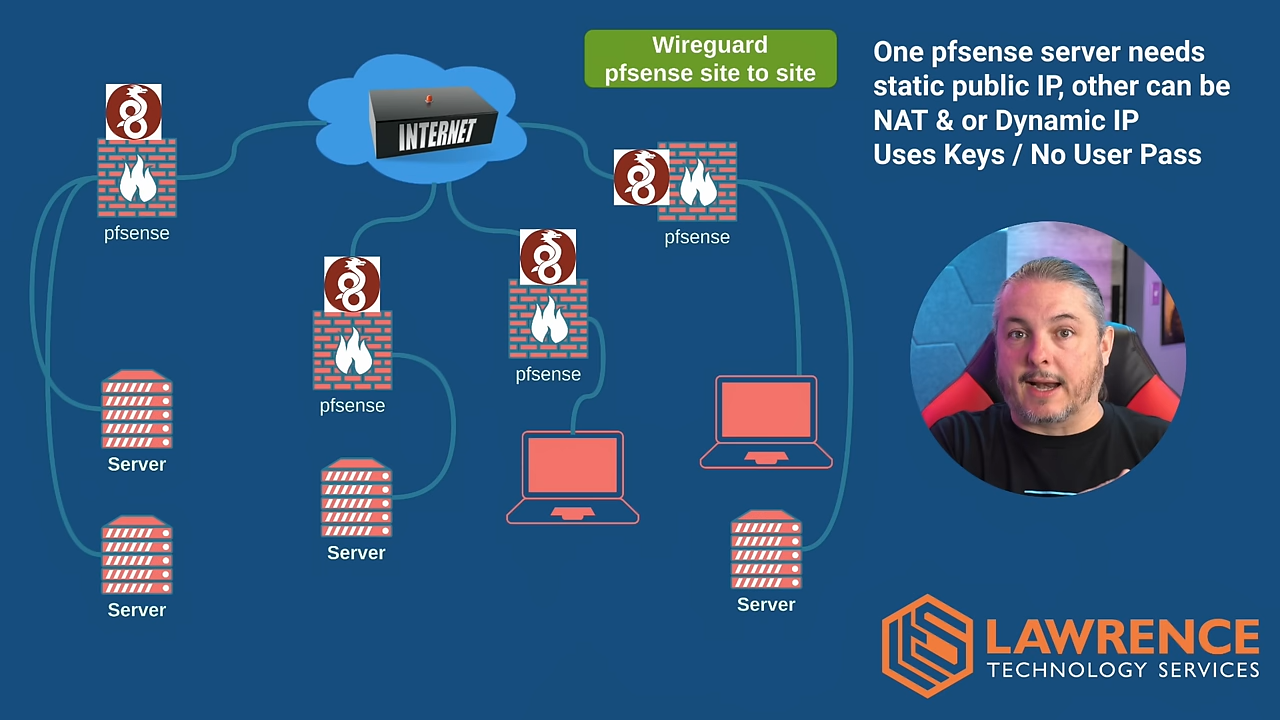 Wireguard
pfsense site to site
One pfsense server needs
static public IP, other can be
NAT & or Dynamic IP
Uses Keys / No User Pass
INTERNET
pfsense
pfsense
pfsense
pfsense
Server
Server
Server
Server
LAWRENCE
TECHNOLOGY SERVICES